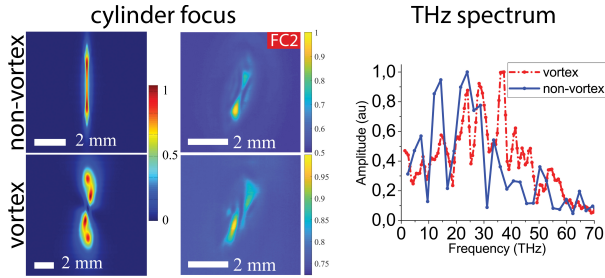 cylinder focus
THz spectrum
non-vortex
vortex
2 mm
FC2
2 mm
2 mm
2 mm
1
0.5
0
1
0.9
0.8
0.7
0.6
0.5
0.95
0.9
0.85
0.8
0.75
vortex
non-vortex
Amplitude (au)
1,0
0,8
0,6
0,4
0,2
0,0
0 10 20 30 40 50 60 70
Frequency (THz)